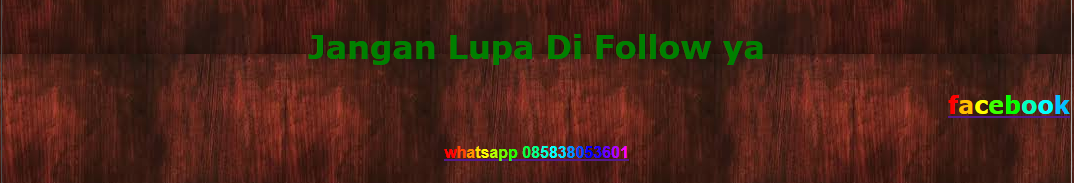 Jangan Lupa Di Follow ya
facebook
whatsapp 085838053601